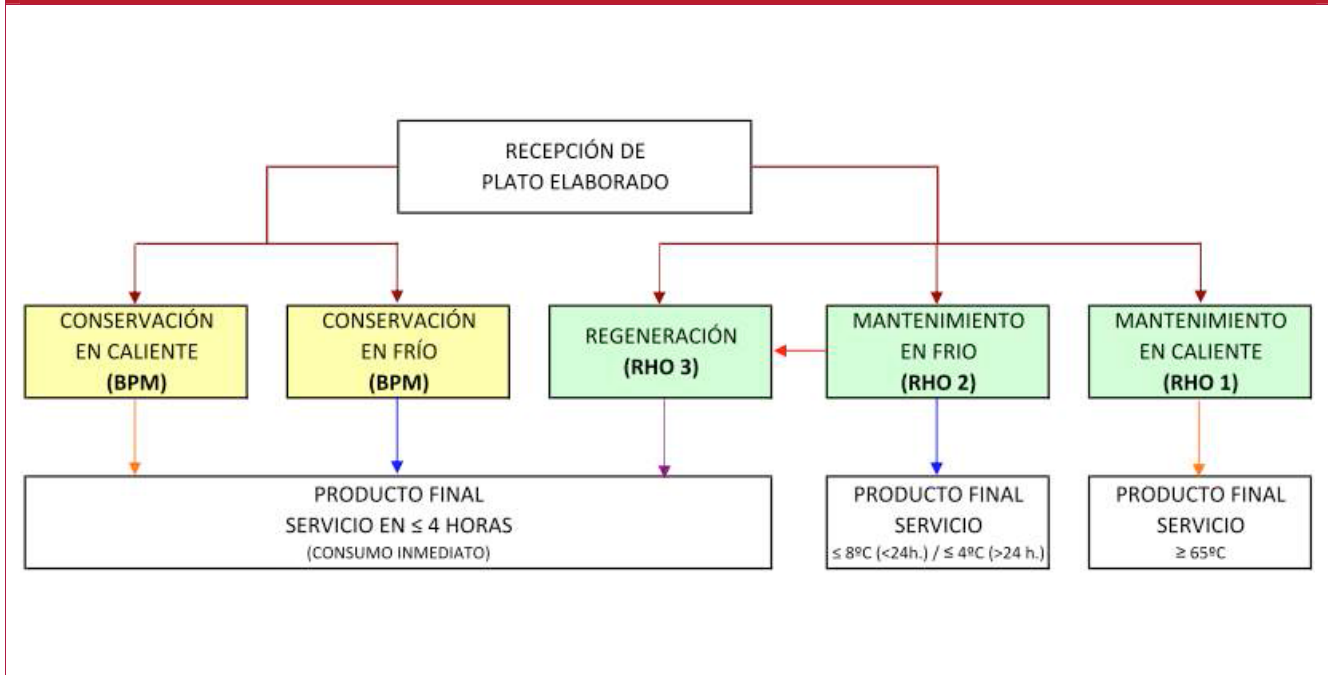 RECEPCIÓN DE
PLATO ELABORADO
CONSERVACIÓN
EN CALIENTE
(BPM)
CONSERVACIÓN
EN FRÍO
(BPM)
REGENERACIÓN
(RHO 3)
MANTENIMIENTO
EN FRIO
(RHO 2)
MANTENIMIENTO
EN CALIENTE
(RHO 1)
PRODUCTO FINAL
SERVICIO EN ≤ 4 HORAS
(CONSUMO INMEDIATO)
PRODUCTO FINAL
SERVICIO
≤ 8ºC (<24h.) / ≤ 4ºC (>24 h.)
PRODUCTO FINAL
SERVICIO
≥ 65ºC